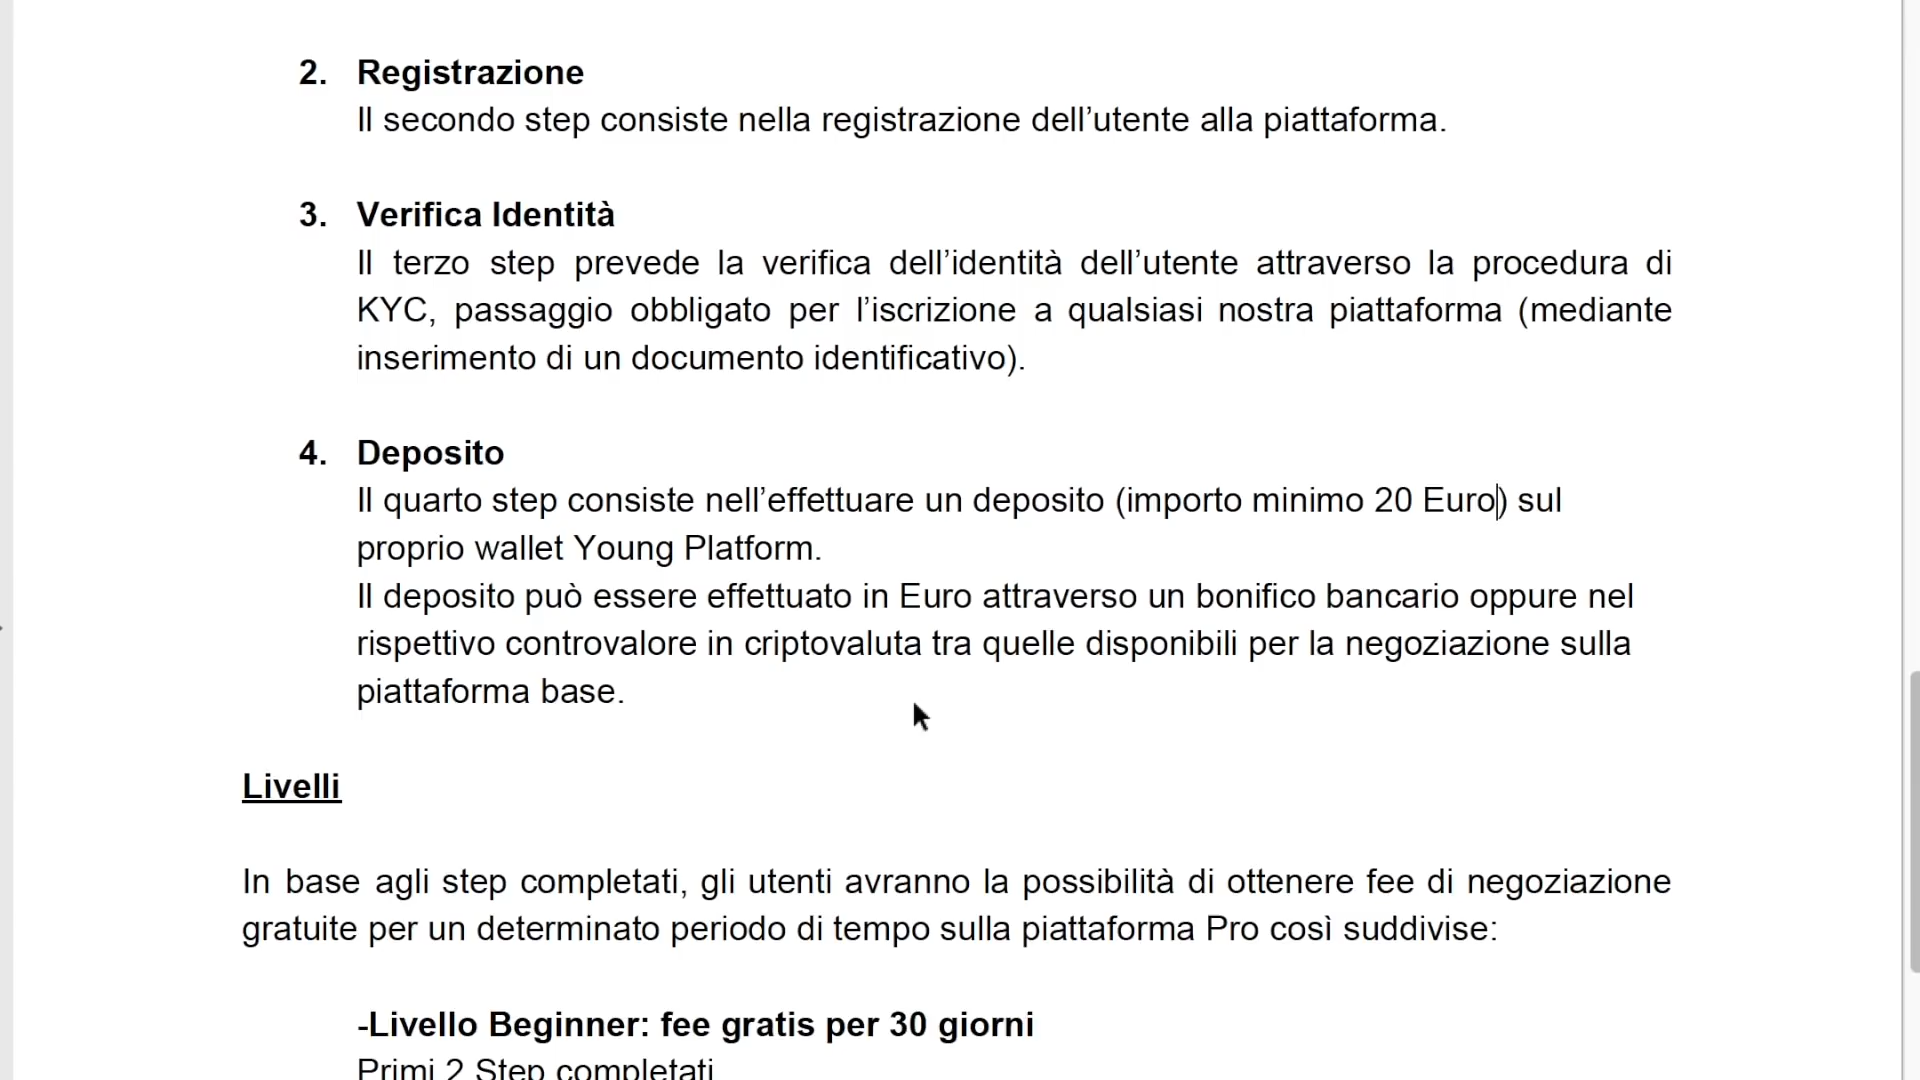 2. Registrazione
Il secondo step consiste nella registrazione dell’utente alla piattaforma.
3. Verifica Identità
Il terzo step prevede la verifica dell’identità dell’utente attraverso la procedura di
KYC, passaggio obbligato per l’iscrizione a qualsiasi nostra piattaforma (mediante
inserimento di un documento identificativo).
4. Deposito
Il quarto step consiste nell’effettuare un deposito (importo minimo 20 Euro) sul
proprio wallet Young Platform.
Il deposito può essere effettuato in Euro attraverso un bonifico bancario oppure nel
rispettivo controvalore in criptovaluta tra quelle disponibili per la negoziazione sulla
piattaforma base.
Livelli
In base agli step completati, gli utenti avranno la possibilità di ottenere fee di negoziazione
gratuite per un determinato periodo di tempo sulla piattaforma Pro così suddivise:
-Livello Beginner: fee gratis per 30 giorni
Primi 2 Step completati